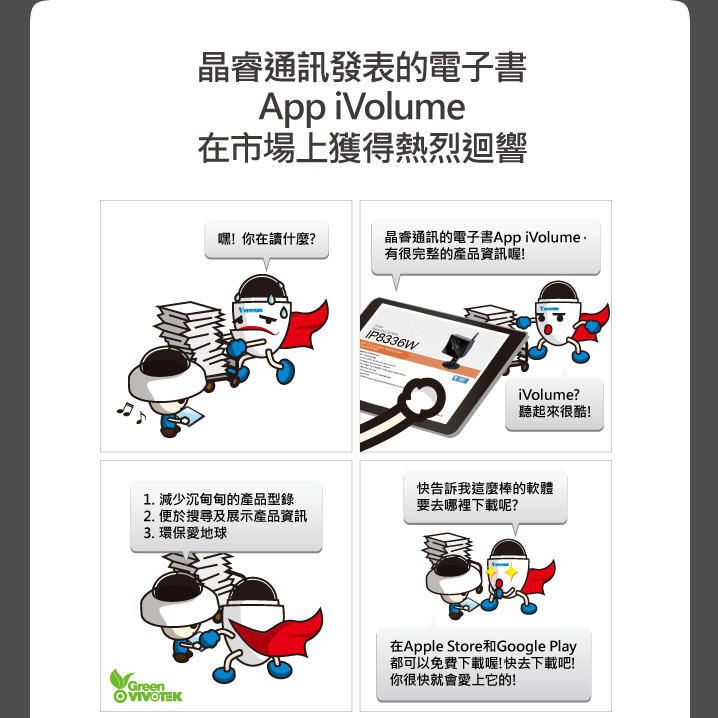 晶睿通訊發表的電子書
App iVolume
在市場上獲得熱烈迴響
嘿! 你在讀什麼?
VIVOTEK
晶睿通訊的電子書App iVolume，
有很完整的產品資訊喔!
VIVOTEK
IP8336W
iVolume?
聽起來很酷!
1. 減少沉甸甸的產品型錄
2. 便於搜尋及展示產品資訊
3. 環保愛地球
Green
VIVOTEK
快告訴我這麼棒的軟體
要去哪裡下載呢?
VIVOTEK
在Apple Store和Google Play
都可以免費下載喔!快去下載吧!
你很快就會愛上它的!